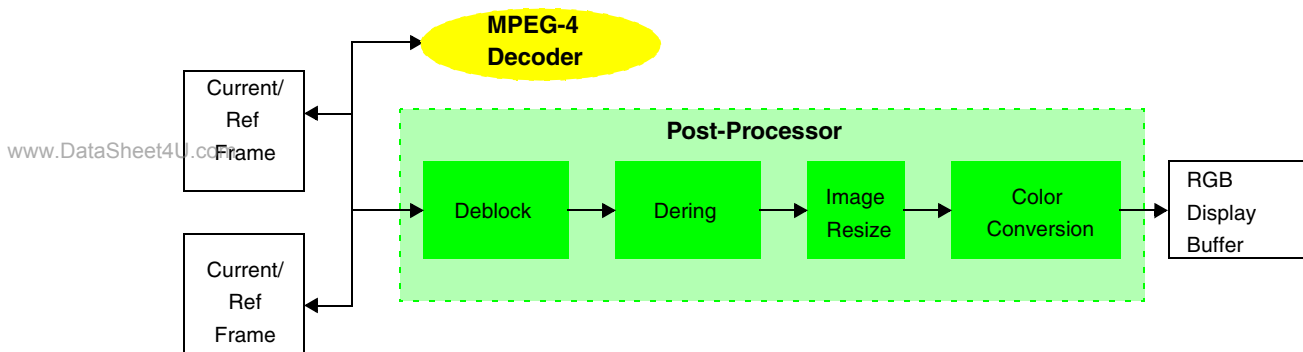 MPEG-4
Decoder
Current/
Ref
Frame
www.DataSheet4U.com
Post-Processor
Deblock
Dering
Image
Resize
Color
Conversion
RGB
Display
Buffer
Current/
Ref
Frame